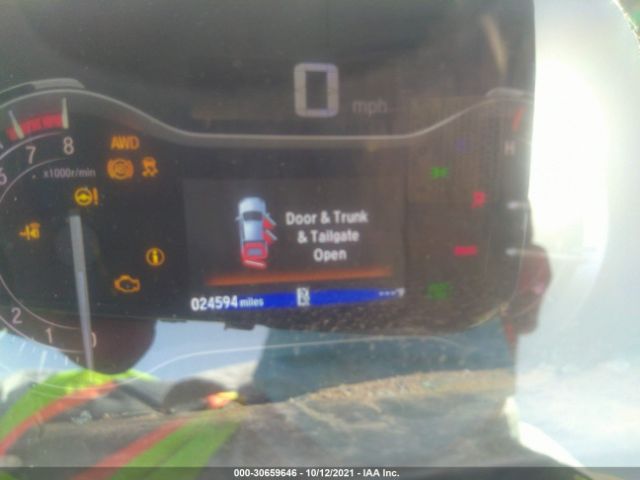 0 mph
7 8
AWD
x1000r/min
Door & Trunk
& Tailgate
Open
H
024594 miles
2
1
0
000-30659646 - 10/12/2021 - IAA Inc.